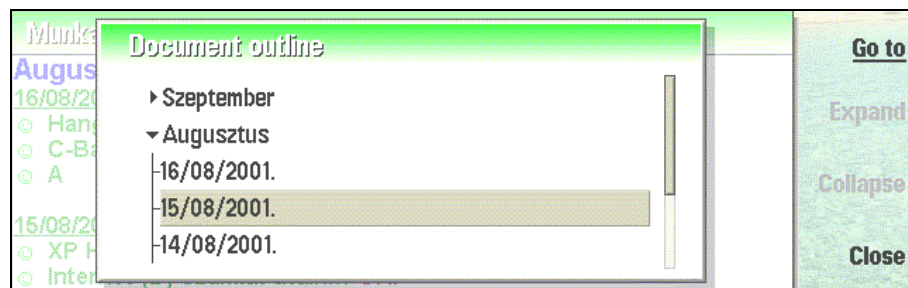 Document outline
Szeptember
Augusztus
16/08/2001.
15/08/2001.
14/08/2001.
Go to
Expand
Collapse
Close
Munka
Augus
16/08/20
Hang
C-Ba
A
15/08/20
XP H
Inter